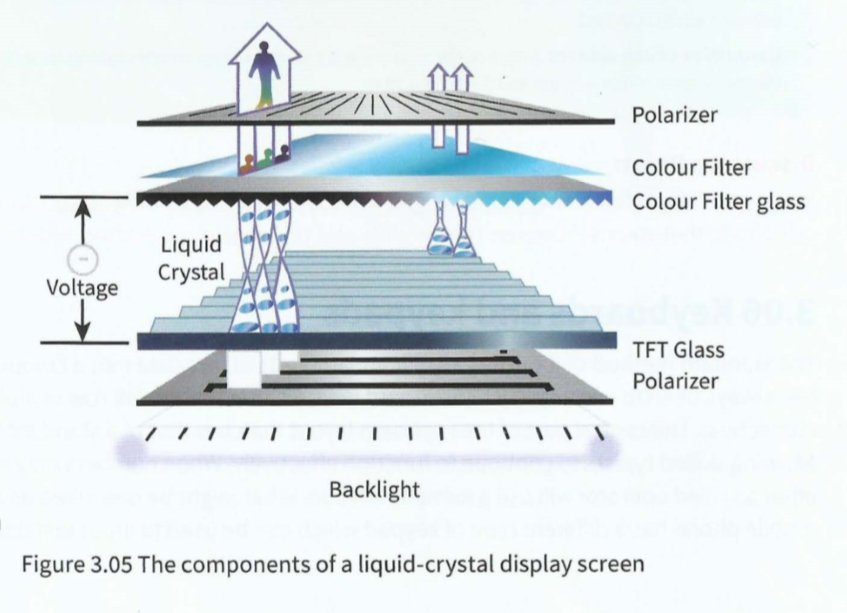 Polarizer
Colour Filter
Colour Filter glass
Liquid
Crystal
Voltage
TFT Glass
Polarizer
Backlight
Figure 3.05 The components of a liquid-crystal display screen